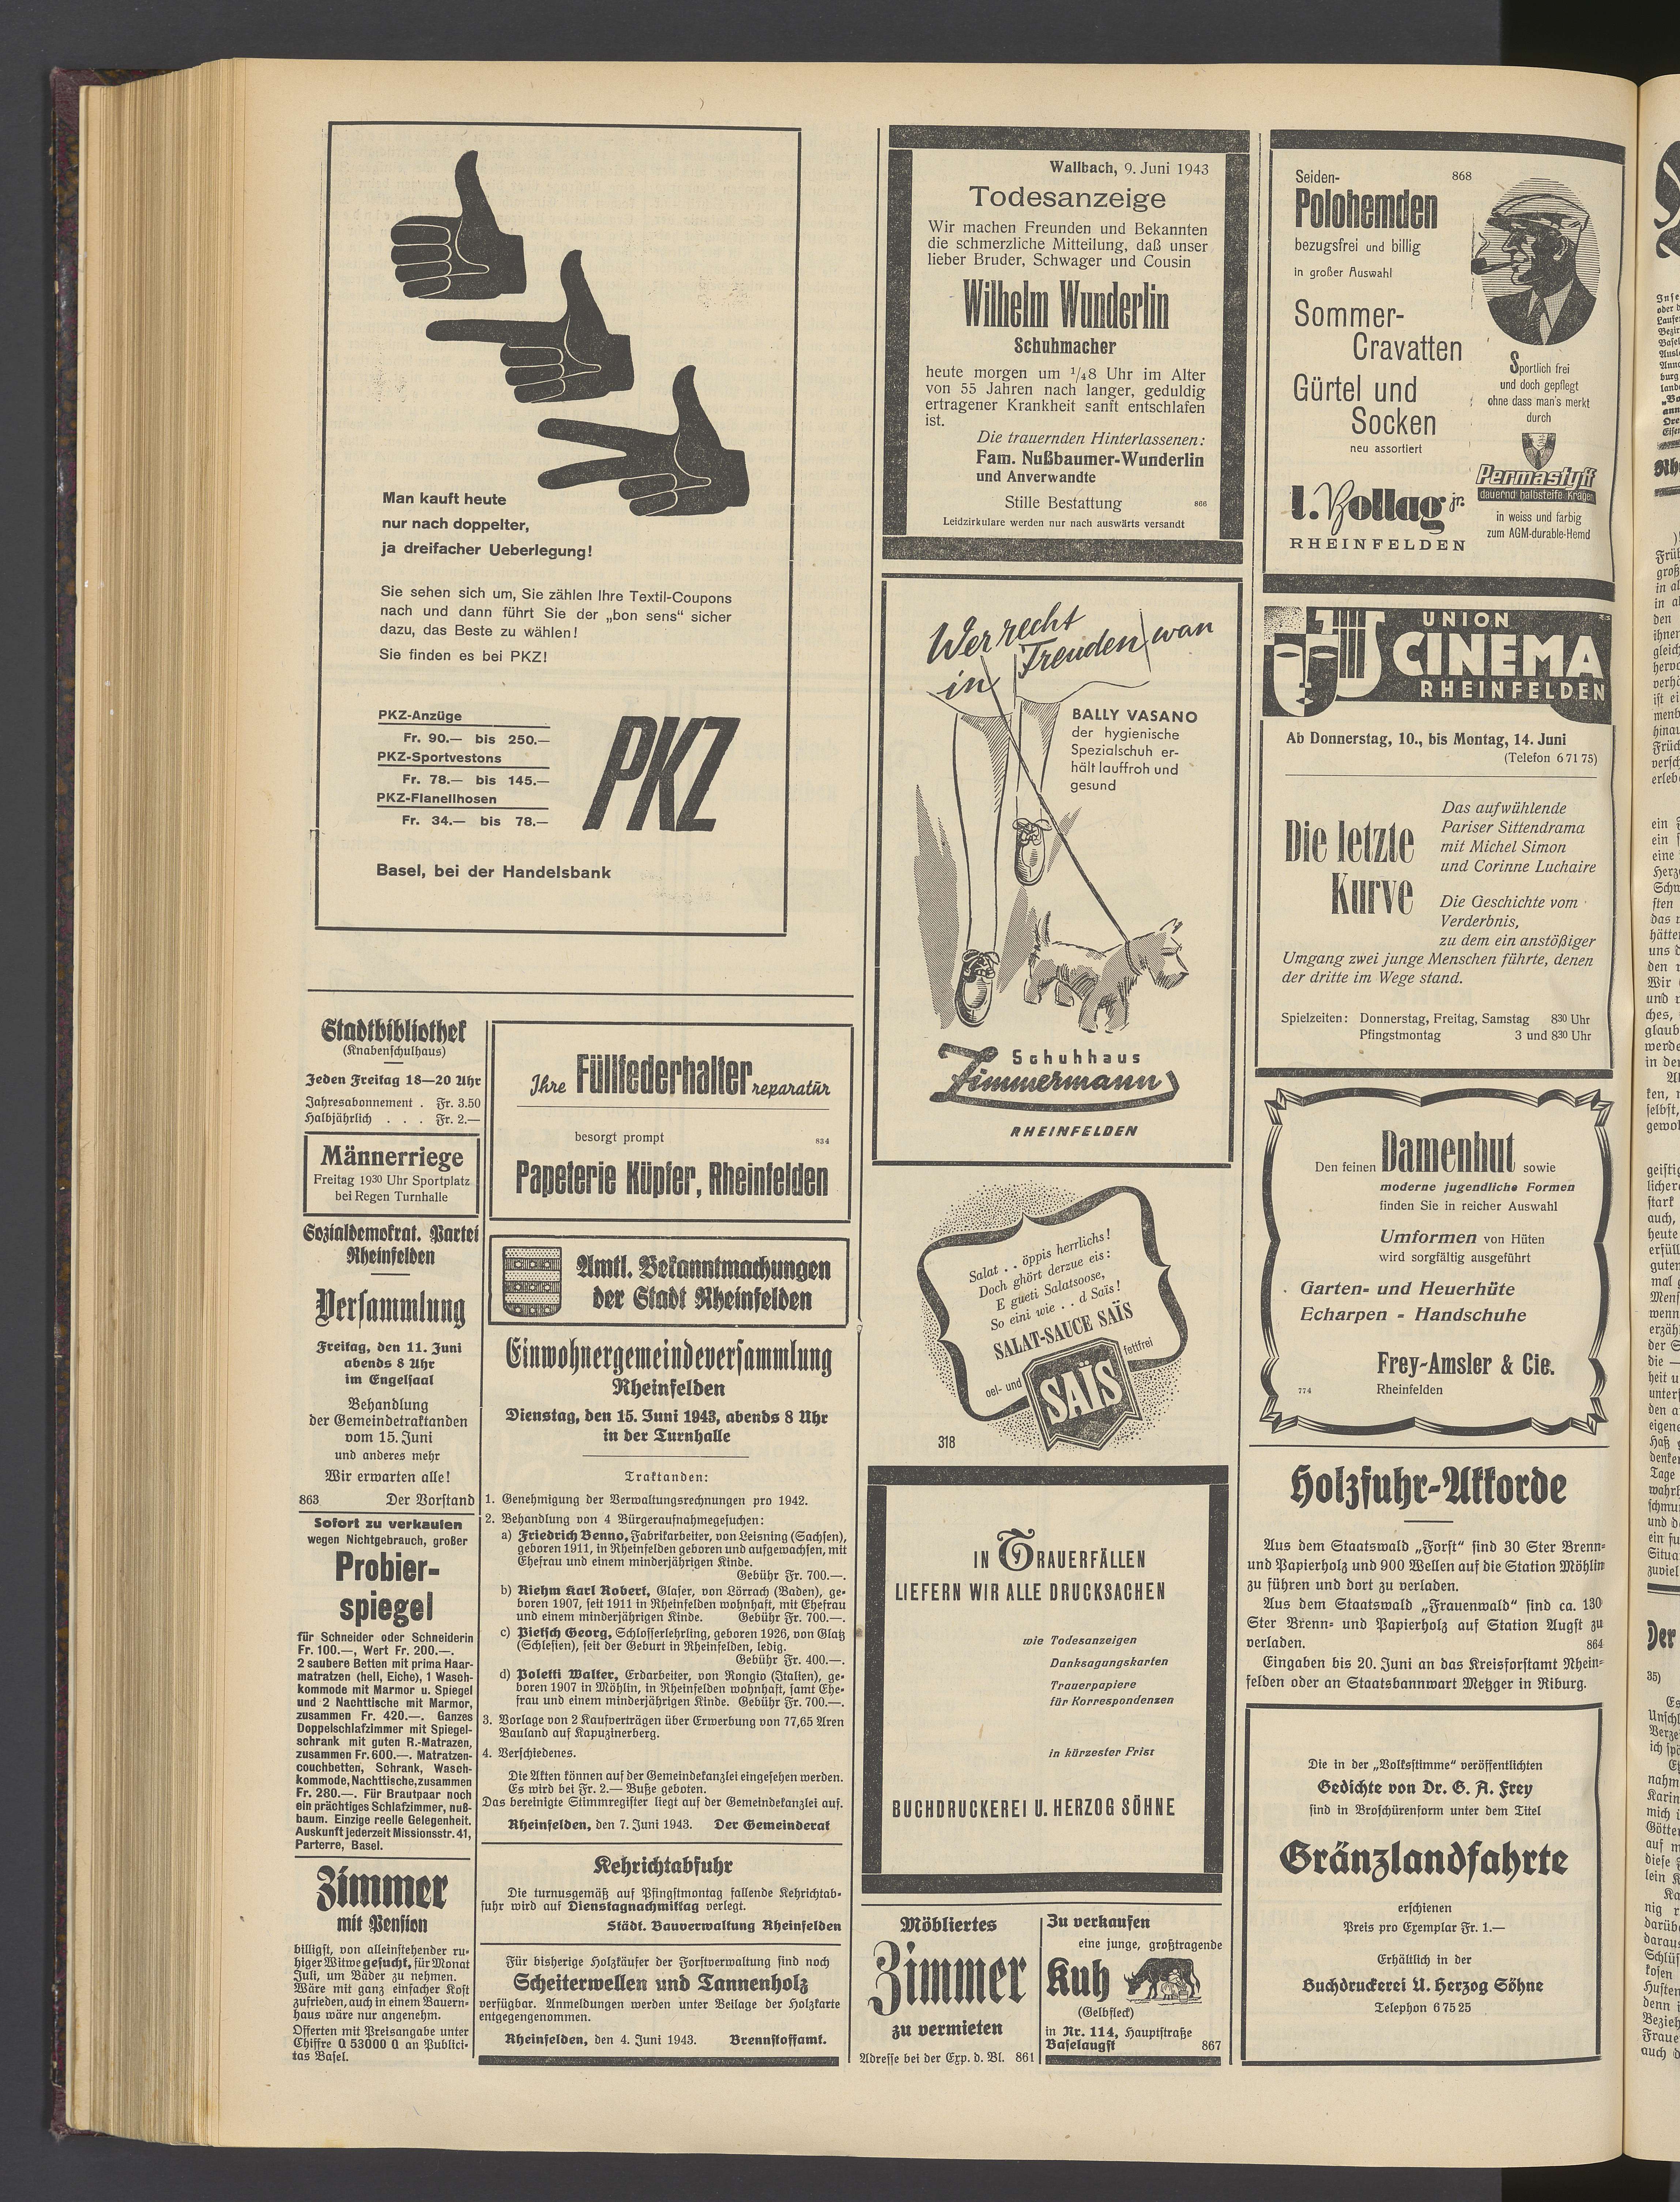 Man kauft heute
nur nach doppelter,
ja dreifacher Ueberlegung!
Sie sehen sich um, Sie zählen Ihre Textil-Coupons
nach und dann führt Sie der „bon sens“ sicher
dazu, das Beste zu wählen!
Sie finden es bei PKZ!
PKZ-Anzüge
Fr. 90.— bis 250.—
PKZ-Sportvestons
Fr. 78.— bis 145.—
PKZ-Flanellhosen
Fr. 34.— bis 78.—
PKZ
Basel, bei der Handelsbank
Stadtbibliothek
(Knabenschulhaus)
Jeden Freitag 18—20 Uhr
Jahresabonnement . Fr. 3.50
Halbjährlich . . . Fr. 2.—
Männerriege
Freitag 19³⁰ Uhr Sportplatz
bei Regen Turnhalle
Sozialdemokrat. Partei
Rheinfelden
Versammlung
Freitag, den 11. Juni
abends 8 Uhr
im Engelsaal
Behandlung
der Gemeindetraktanden
vom 15. Juni
und anderes mehr
Wir erwarten alle!
863 Der Vorstand
Sofort zu verkaufen
wegen Nichtgebrauch, großer
Probier-
spiegel
für Schneider oder Schneiderin
Fr. 100.—, Wert Fr. 200.—.
2 saubere Betten mit prima Haar-
matratzen (hell, Eiche), 1 Wasch-
kommode mit Marmor u. Spiegel
und 2 Nachttische mit Marmor,
zusammen Fr. 420.—. Ganzes
Doppelschlafzimmer mit Spiegel-
schrank mit guten R.-Matrazen,
zusammen Fr. 600.—. Matratzen-
couchbetten, Schrank, Wasch-
kommode, Nachttische, zusammen
Fr. 280.—. Für Brautpaar noch
ein prächtiges Schlafzimmer, nuß-
baum. Einzige reelle Gelegenheit.
Auskunft jederzeit Missionsstr. 41,
Parterre, Basel.
Zimmer
mit Pension
billigst, von alleinstehender ru-
higer Witwe gesucht, für Monat
Juli, um Bäder zu nehmen.
Wäre mit ganz einfacher Kost
zufrieden, auch in einem Bauern-
haus wäre nur angenehm.
Offerten mit Preisangabe unter
Chiffre Q 53000 Q an Publici-
tas Basel.
Ihre Füllfederhalter reparatur
besorgt prompt 834
Papeterie Küpfer, Rheinfelden
Amtl. Bekanntmachungen
der Stadt Rheinfelden
Einwohnergemeindeversammlung
Rheinfelden
Dienstag, den 15. Juni 1943, abends 8 Uhr
in der Turnhalle
Traktanden:
1. Genehmigung der Verwaltungsrechnungen pro 1942.
2. Behandlung von 4 Bürgeraufnahmegesuchen:
a) Friedrich Benno, Fabrikarbeiter, von Leisning (Sachsen),
geboren 1911, in Rheinfelden geboren und aufgewachsen, mit
Ehefrau und einem minderjährigen Kinde.
Gebühr Fr. 700.—.
b) Riehm Karl Robert, Glaser, von Lörrach (Baden), ge-
boren 1907, seit 1911 in Rheinfelden wohnhaft, mit Ehefrau
und einem minderjährigen Kinde. Gebühr Fr. 700.—.
c) Pietsch Georg, Schlosserlehrling, geboren 1926, von Glatz
(Schlesien), seit der Geburt in Rheinfelden, ledig.
Gebühr Fr. 400.—.
d) Poletti Walter, Erdarbeiter, von Rongio (Italien), ge-
boren 1907 in Möhlin, in Rheinfelden wohnhaft, samt Ehe-
frau und einem minderjährigen Kinde. Gebühr Fr. 700.—.
3. Vorlage von 2 Kaufverträgen über Erwerbung von 77,65 Aren
Bauland auf Kapuzinerberg.
4. Verschiedenes.
Die Akten können auf der Gemeindekanzlei eingesehen werden.
Es wird bei Fr. 2.— Buße geboten.
Das bereinigte Stimmregister liegt auf der Gemeindekanzlei auf.
Rheinfelden, den 7. Juni 1943. Der Gemeinderat
Kehrichtabfuhr
Die turnusgemäß auf Pfingstmontag fallende Kehrichtab-
fuhr wird auf Dienstagnachmittag verlegt.
Städt. Bauverwaltung Rheinfelden
Für bisherige Holzkäufer der Forstverwaltung sind noch
Scheiterwellen und Tannenholz
verfügbar. Anmeldungen werden unter Beilage der Holzkarte
entgegengenommen.
Rheinfelden, den 4. Juni 1943. Brennstoffamt.
Wallbach, 9. Juni 1943
Todesanzeige
Wir machen Freunden und Bekannten
die schmerzliche Mitteilung, daß unser
lieber Bruder, Schwager und Cousin
Wilhelm Wunderlin
Schuhmacher
heute morgen um ¹/₄8 Uhr im Alter
von 55 Jahren nach langer, geduldig
ertragener Krankheit sanft entschlafen
ist.
Die trauernden Hinterlassenen:
Fam. Nußbaumer-Wunderlin
und Anverwandte
Stille Bestattung 866
Leidzirkulare werden nur nach auswärts versandt
Wer recht
in Freuden wan
BALLY VASANO
der hygienische
Spezialschuh er-
hält lauffroh und
gesund
Schuhhaus
Zimmermann
RHEINFELDEN
Salat . . öppis herrlichs!
Doch ghört derzue eis:
E gueti Salatsoose,
So eini wie . . d Saïs!
SALAT-SAUCE SAÏS
oel- und fettfrei
SAÏS
318
IN TRAUERFÄLLEN
LIEFERN WIR ALLE DRUCKSACHEN
wie Todesanzeigen
Danksagungskarten
Trauerpapiere
für Korrespondenzen
in kürzester Frist
BUCHDRUCKEREI U. HERZOG SÖHNE
Möbliertes
Zimmer
zu vermieten
Adresse bei der Exp. d. Bl. 861
Zu verkaufen
eine junge, großtragende
Kuh
(Gelbfleck)
in Nr. 114, Hauptstraße
Baselaugst 867
Seiden- 868
Polohemden
bezugsfrei und billig
in großer Auswahl
Sommer-
Cravatten
Gürtel und
Socken
neu assortiert
Sportlich frei
und doch gepflegt
ohne dass man's merkt
durch
Permastyff
dauernd halbsteife Kragen
in weiss und farbig
zum AGM-durable-Hemd
RHEINFELDEN
UNION
CINEMA
RHEINFELDEN
Ab Donnerstag, 10., bis Montag, 14. Juni
(Telefon 6 71 75)
Die letzte
Kurve
Das aufwühlende
Pariser Sittendrama
mit Michel Simon
und Corinne Luchaire
Die Geschichte vom
Verderbnis,
zu dem ein anstößiger
Umgang zwei junge Menschen führte, denen
der dritte im Wege stand.
Spielzeiten: Donnerstag, Freitag, Samstag 8³⁰ Uhr
Pfingstmontag 3 und 8³⁰ Uhr
Den feinen Damenhut sowie
moderne jugendliche Formen
finden Sie in reicher Auswahl
Umformen von Hüten
wird sorgfältig ausgeführt
Garten- und Heuerhüte
Echarpen - Handschuhe
Frey-Amsler & Cie.
774 Rheinfelden
Holzfuhr-Akkorde
Aus dem Staatswald „Forst“ sind 30 Ster Brenn-
und Papierholz und 900 Wellen auf die Station Möhlin
zu führen und dort zu verladen.
Aus dem Staatswald „Frauenwald“ sind ca. 130
Ster Brenn- und Papierholz auf Station Augst zu
verladen. 864
Eingaben bis 20. Juni an das Kreisforstamt Rhein-
felden oder an Staatsbannwart Metzger in Riburg.
Die in der „Volksstimme“ veröffentlichten
Gedichte von Dr. G. A. Frey
sind in Broschürenform unter dem Titel
Gränzlandfahrte
erschienen
Preis pro Exemplar Fr. 1.—
Erhältlich in der
Buchdruckerei U. Herzog Söhne
Telephon 6 75 25